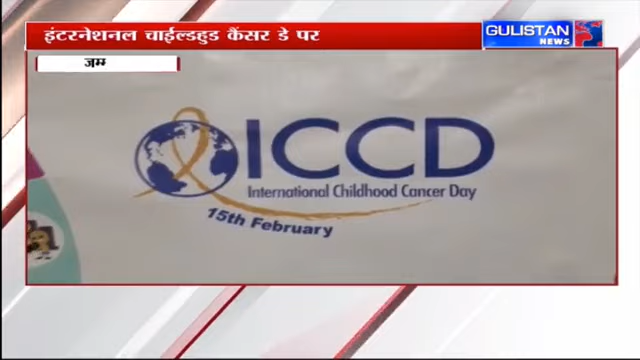 इंटरनेशनल चाईल्डहुड कैंसर डे पर
GULISTAN
NEWS
जम्म
ICCD
International Childhood Cancer Day
15th February